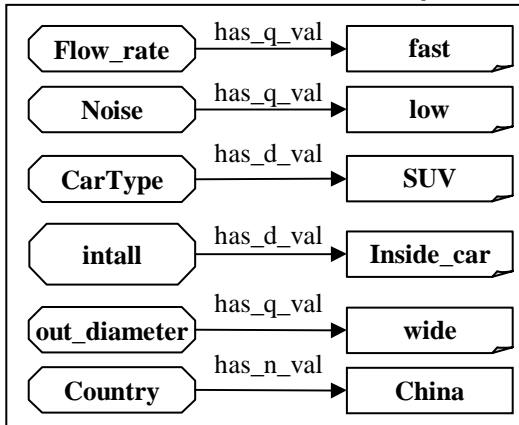 Flow_rate has_q_val fast
Noise has_q_val low
CarType has_d_val SUV
intall has_d_val Inside_car
out_diameter has_q_val wide
Country has_n_val China